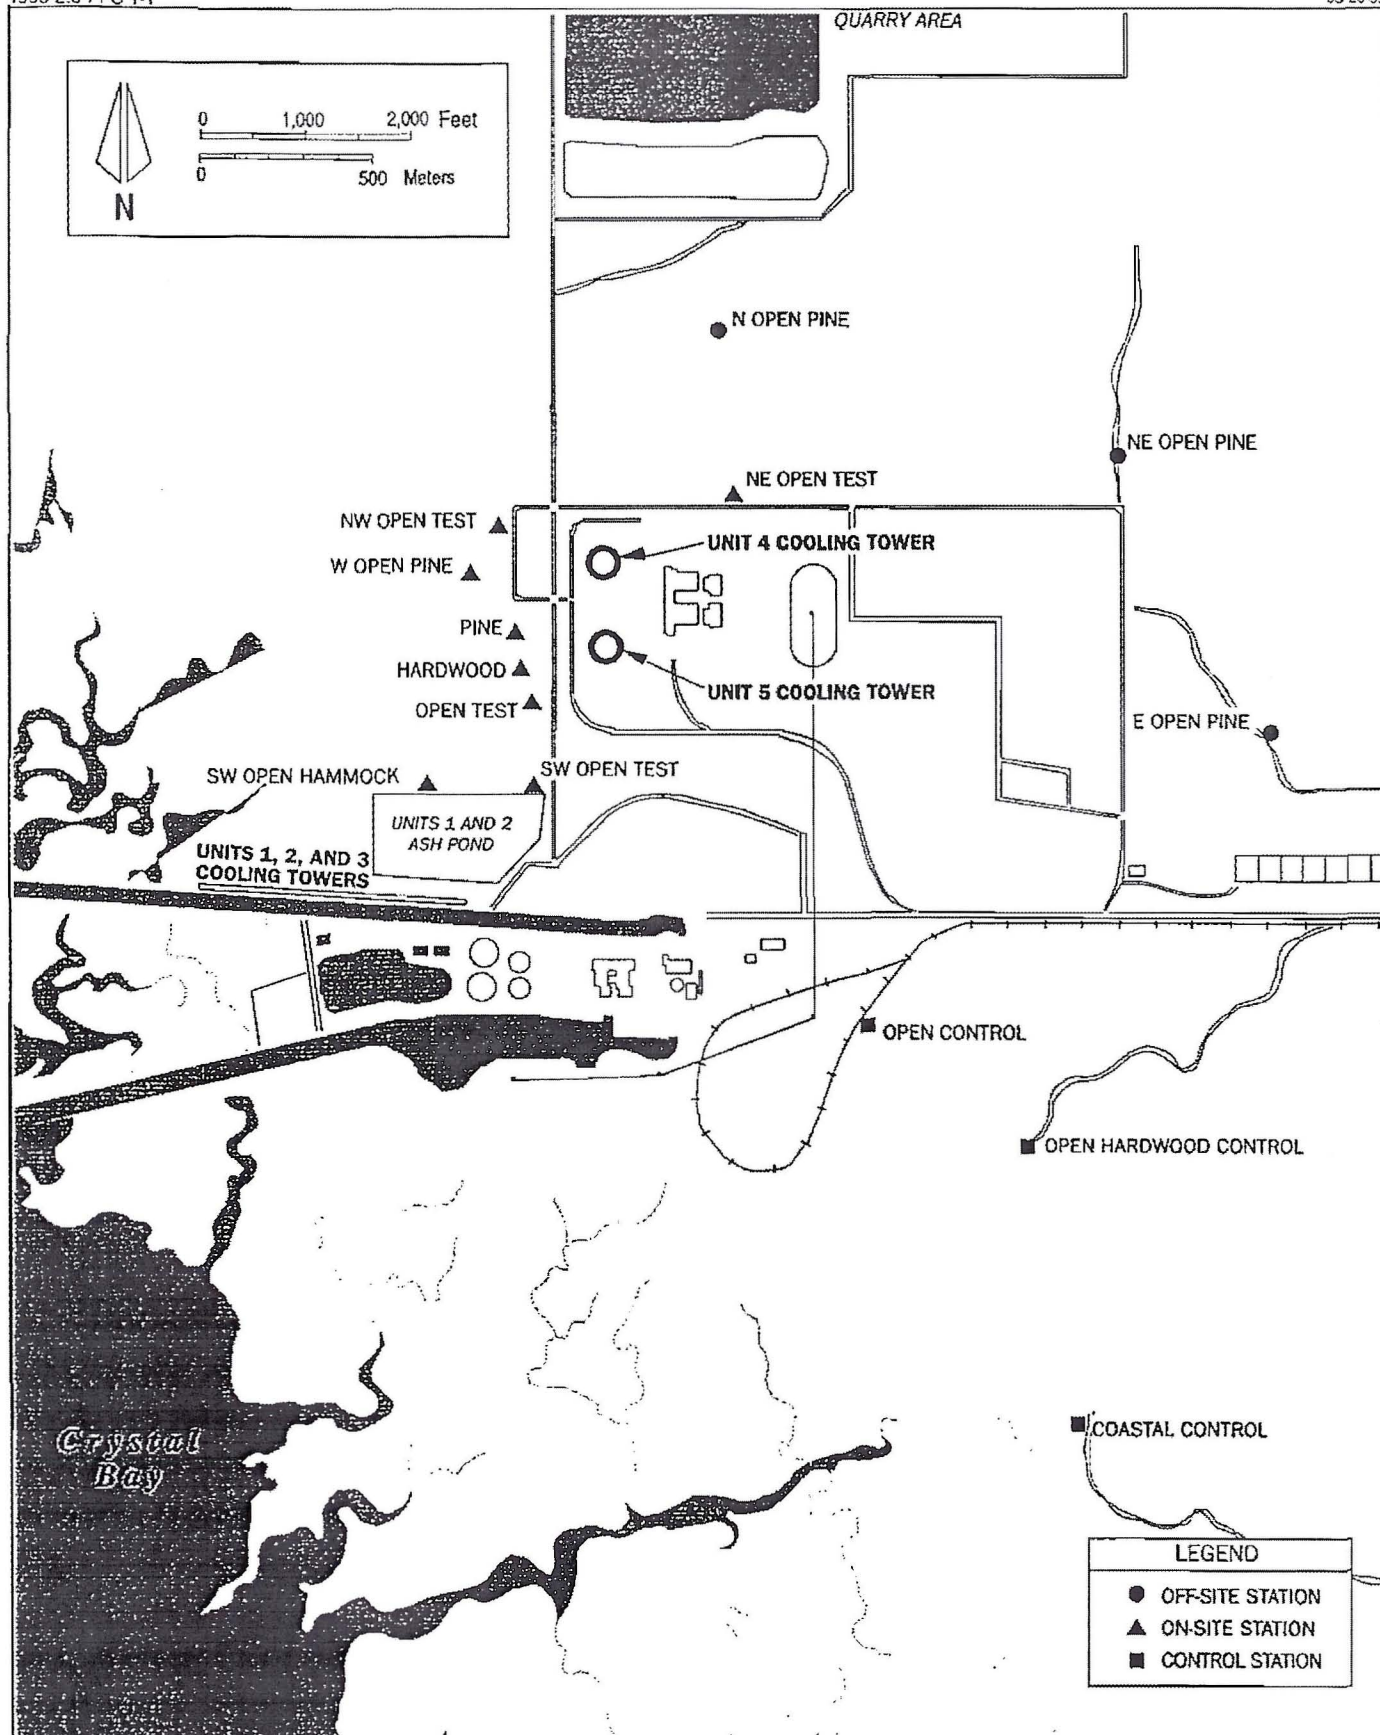 QUARRY AREA
0 1,000 2,000 Feet
0 500 Meters
N
N OPEN PINE
NE OPEN PINE
NE OPEN TEST
NW OPEN TEST
UNIT 4 COOLING TOWER
W OPEN PINE
PINE
HARDWOOD
UNIT 5 COOLING TOWER
OPEN TEST
E OPEN PINE
SW OPEN HAMMOCK
SW OPEN TEST
UNITS 1 AND 2
ASH POND
UNITS 1, 2, AND 3
COOLING TOWERS
OPEN CONTROL
OPEN HARDWOOD CONTROL
COASTAL CONTROL
Crystal
Bay
LEGEND
OFF-SITE STATION
ON-SITE STATION
CONTROL STATION